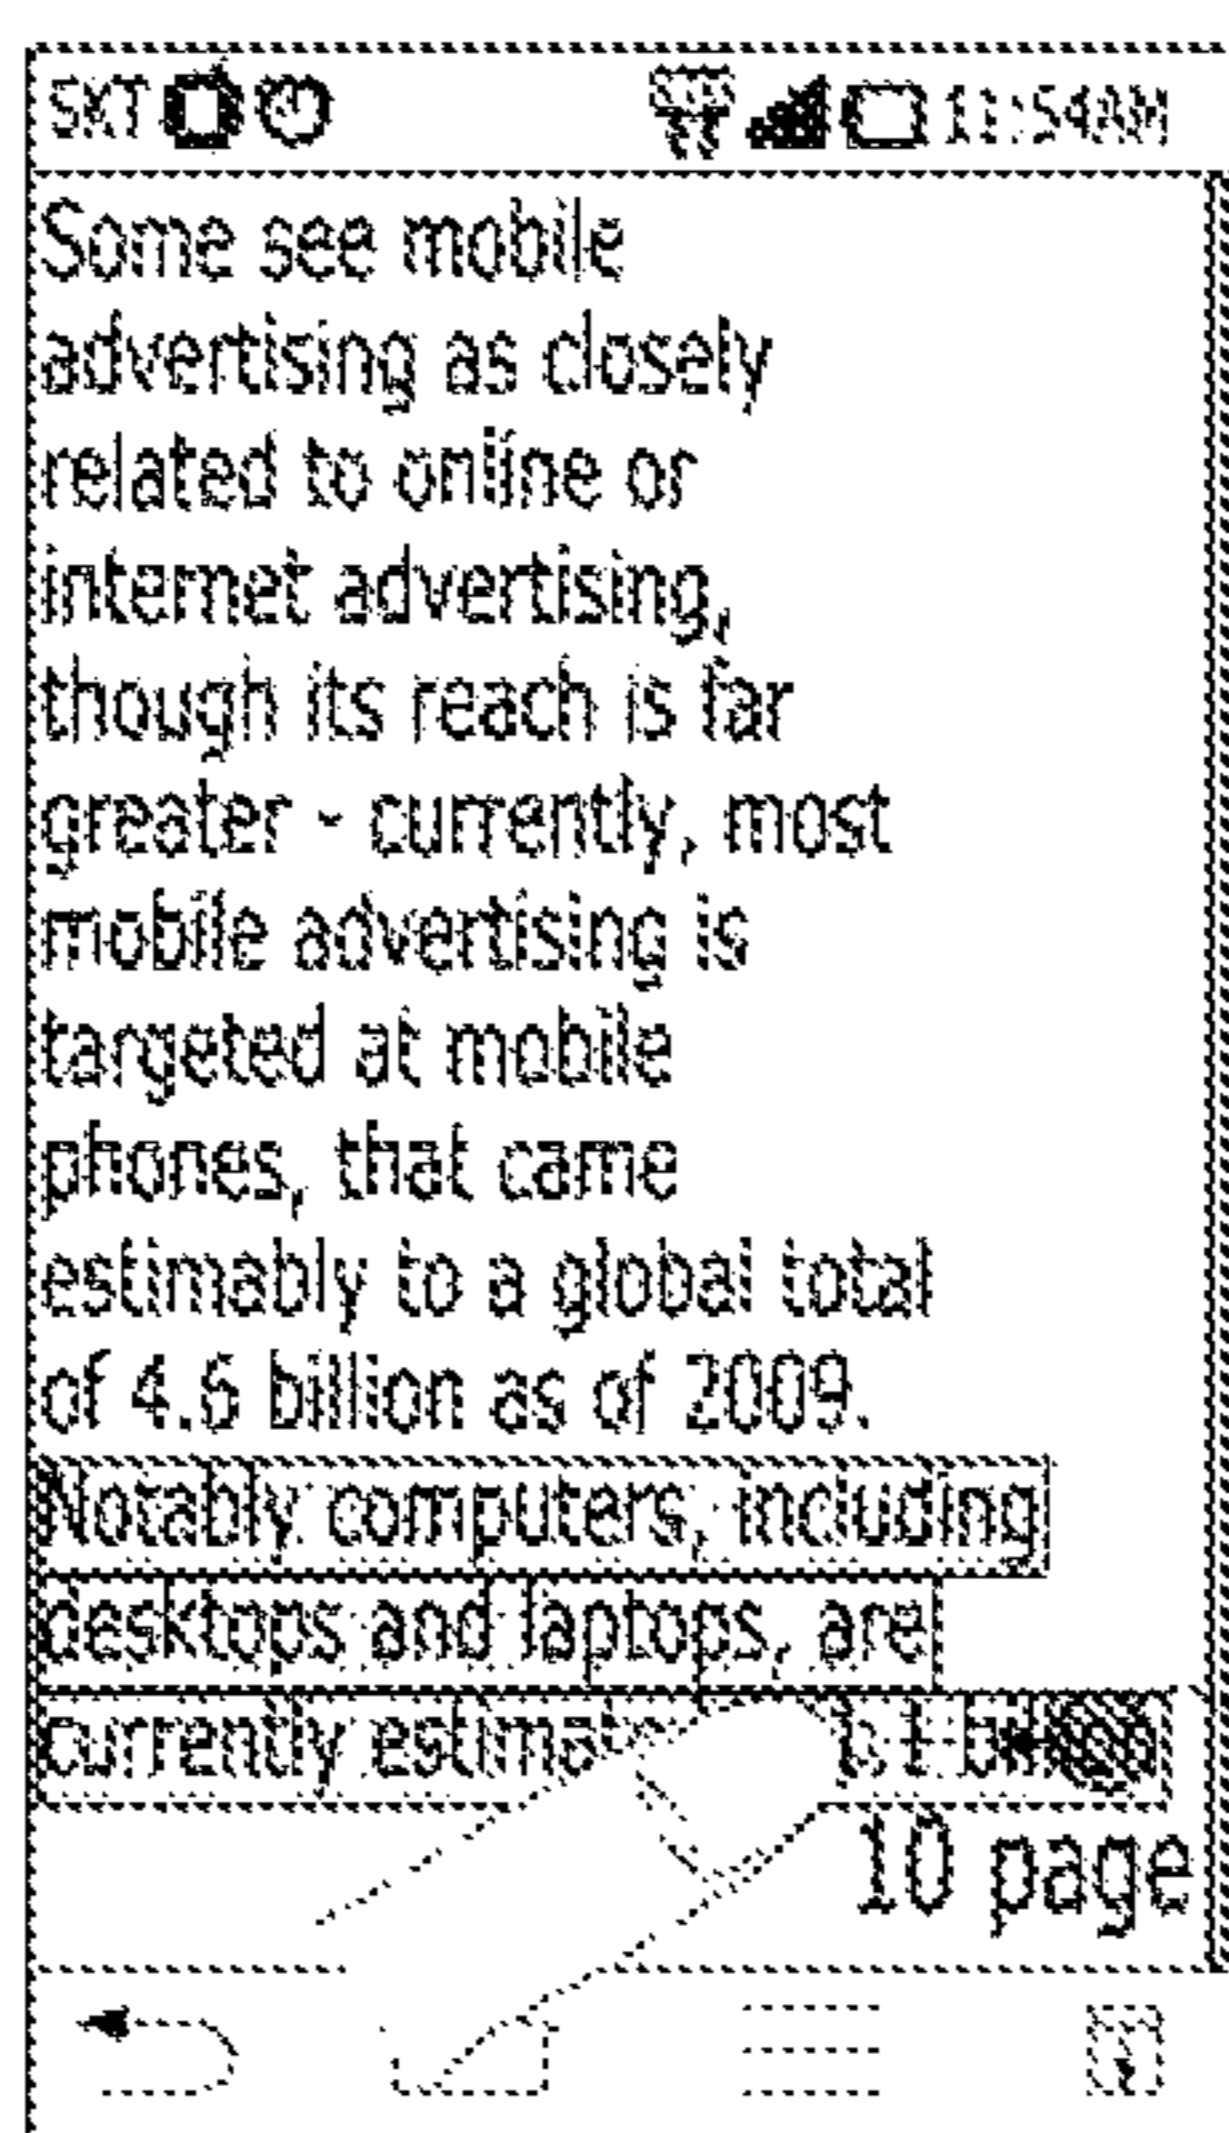 SKT 11:54AM
Some see mobile
advertising as closely
related to online or
internet advertising,
though its reach is far
greater - currently, most
mobile advertising is
targeted at mobile
phones, that came
estimably to a global total
of 4.6 billion as of 2009.
Notably computers, including
desktops and laptops, are
currently
10 page